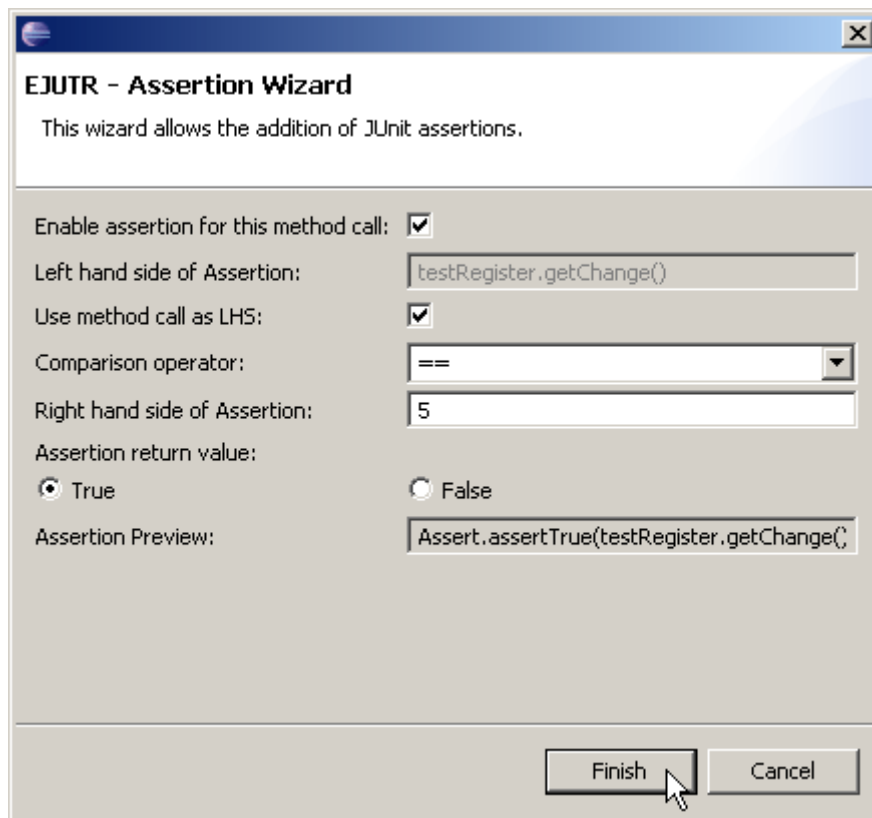 EJUTR - Assertion Wizard
This wizard allows the addition of JUnit assertions.
Enable assertion for this method call:
Left hand side of Assertion: testRegister.getChange()
Use method call as LHS:
Comparison operator: ==
Right hand side of Assertion: 5
Assertion return value:
True False
Assertion Preview: Assert.assertTrue(testRegister.getChange()
Finish Cancel